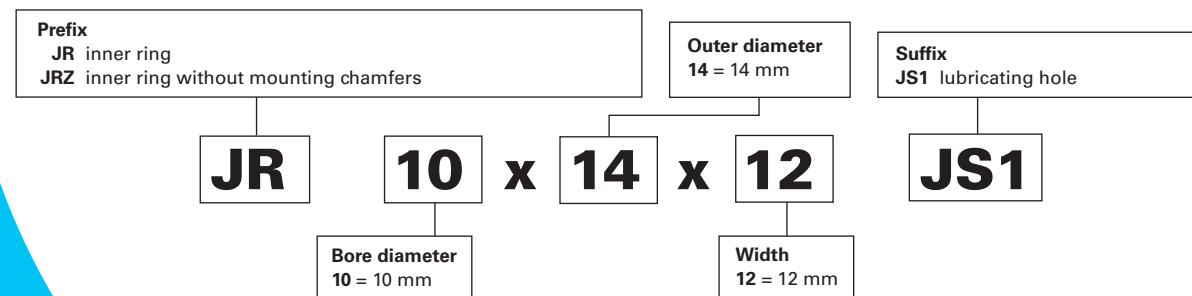 Prefix
JR inner ring
JRZ inner ring without mounting chamfers
Outer diameter
14 = 14 mm
Suffix
JS1 lubricating hole
JR 10 x 14 x 12 JS1
Bore diameter
10 = 10 mm
Width
12 = 12 mm